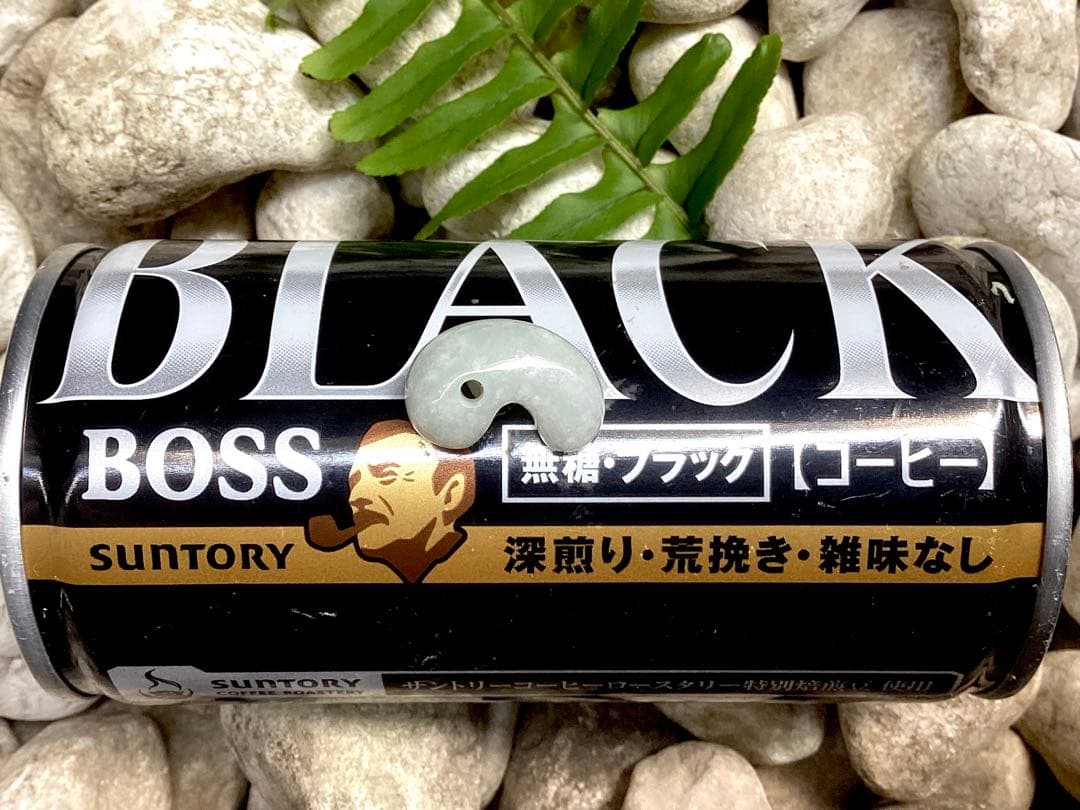 BLACK
BOSS
無糖・ブラック【コーヒー】
SUNTORY
深煎り・荒挽き・雑味なし
SUNTORY
COFFEE ROASTERY
サントリーコーヒーロースタリー特別焙煎豆使用